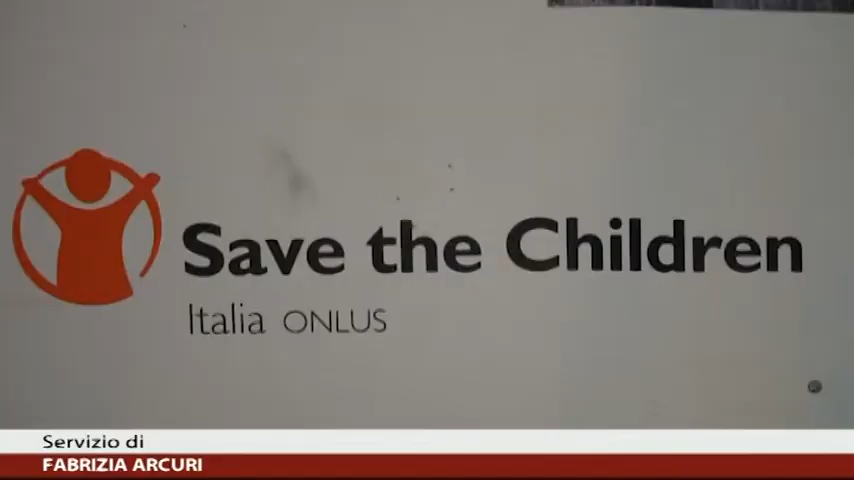 Save the Children
Italia ONLUS
Servizio di
FABRIZIA ARCURI